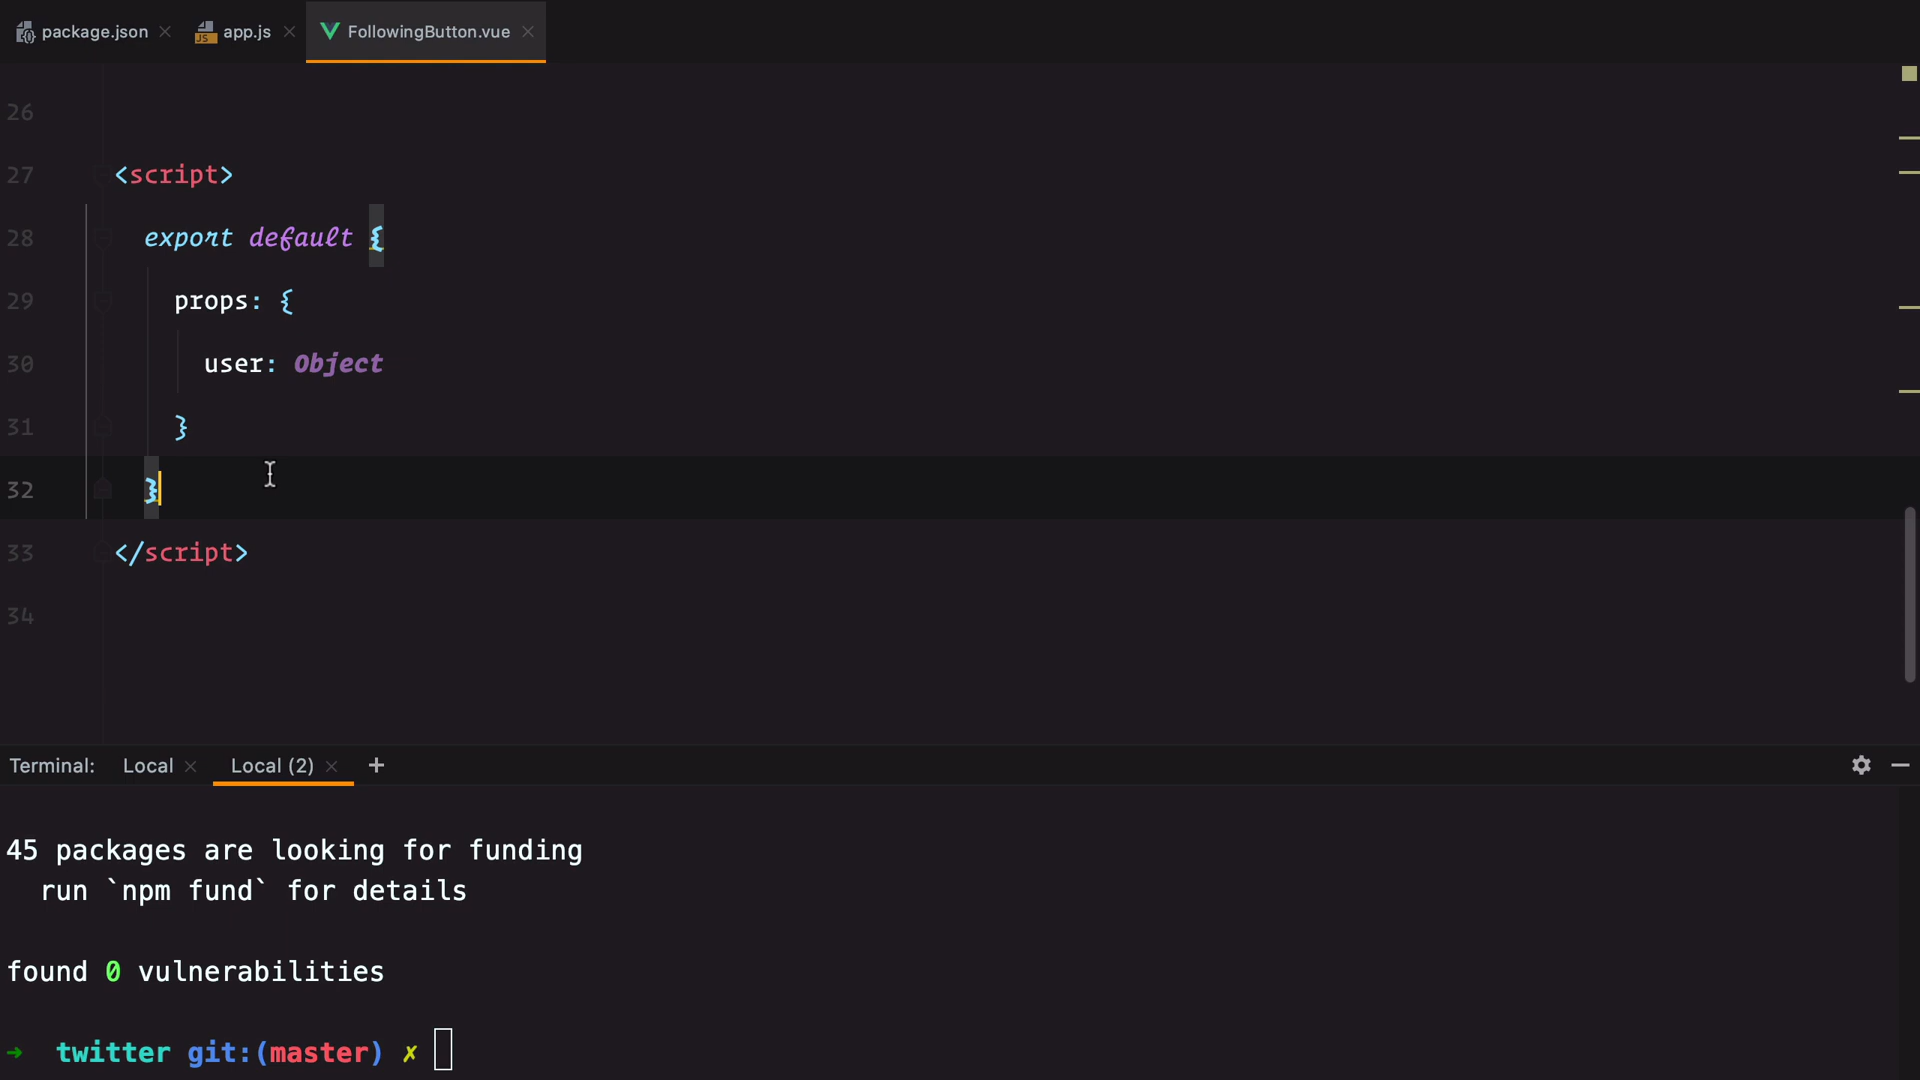 package.json
app.js
FollowingButton.vue
26
27 <script>
28 export default {
29 props: {
30 user: Object
31 }
32 }
33 </script>
34
Terminal: Local Local (2) +
45 packages are looking for funding
run `npm fund` for details
found 0 vulnerabilities
➜ twitter git:(master) ✗